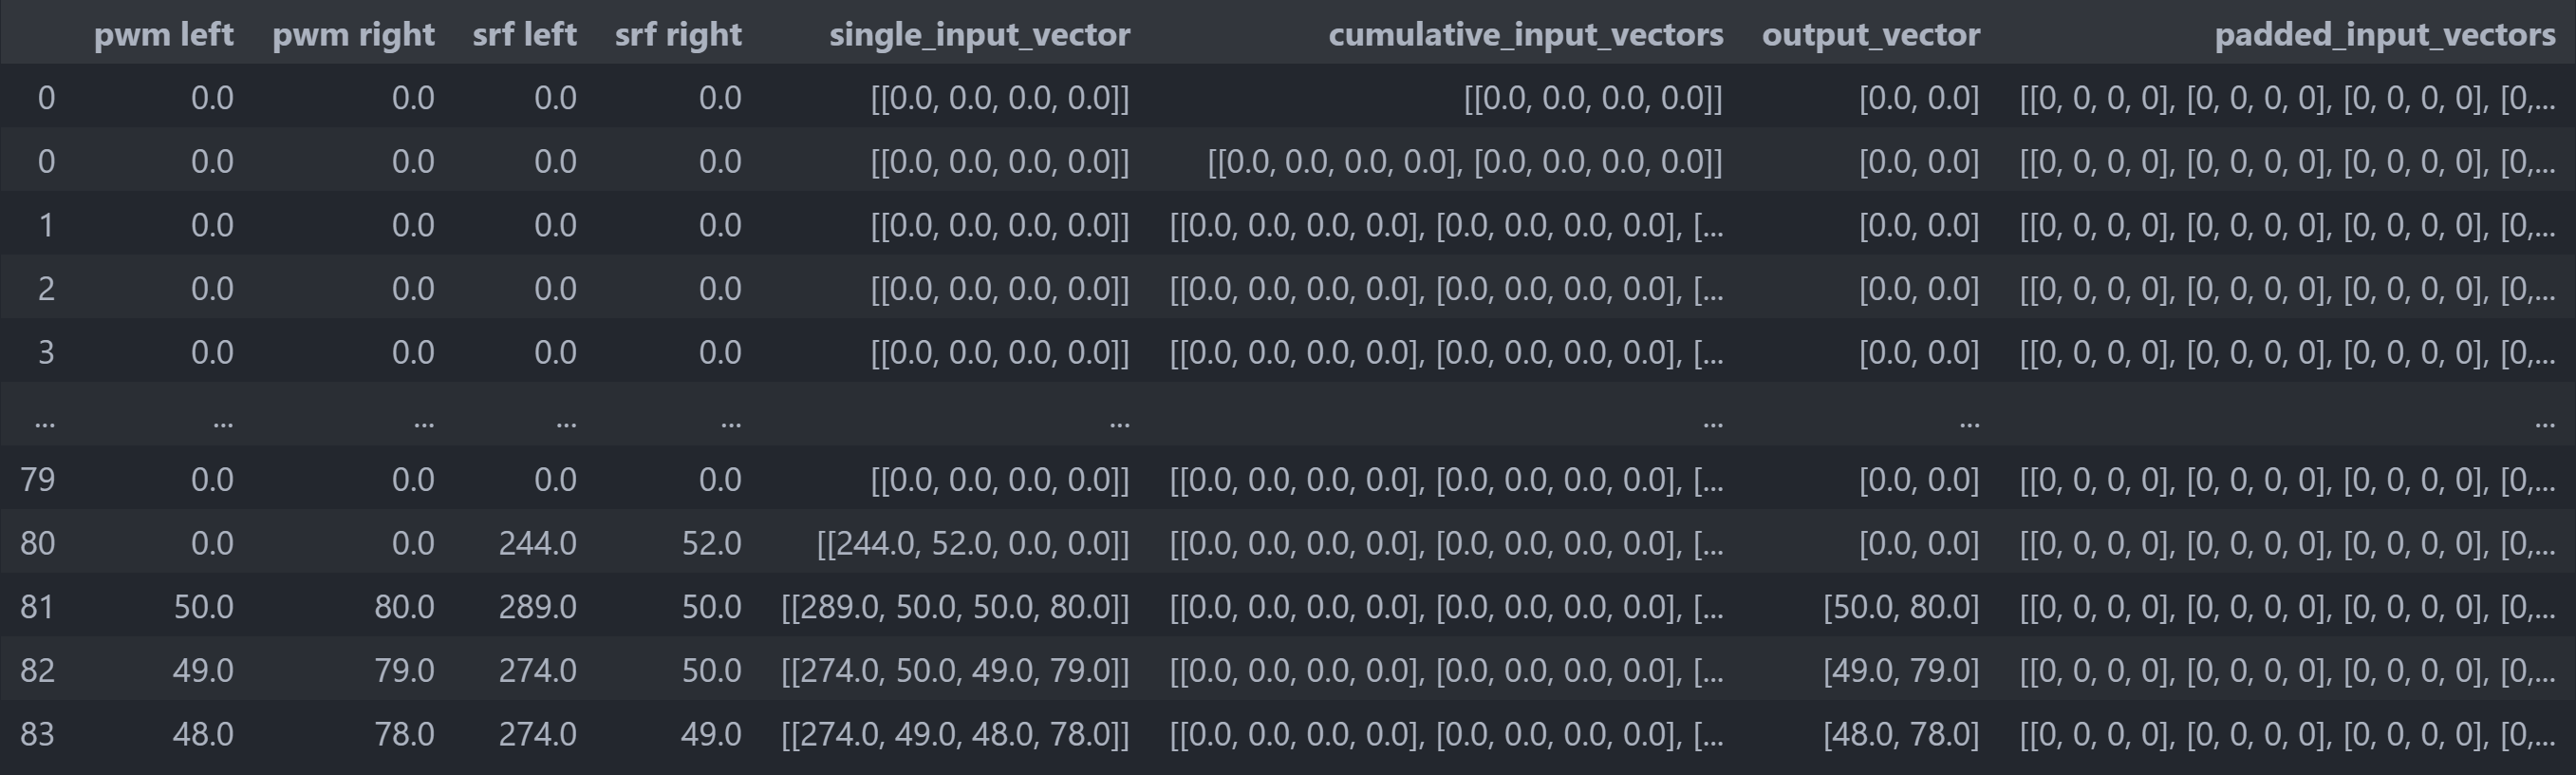 pwm left pwm right srf left srf right single_input_vector cumulative_input_vectors output_vector padded_input_vectors
0 0.0 0.0 0.0 0.0 [[0.0, 0.0, 0.0, 0.0]] [[0.0, 0.0, 0.0, 0.0]] [0.0, 0.0] [[0, 0, 0, 0], [0, 0, 0, 0], [0, 0, 0, 0], [0,...
0 0.0 0.0 0.0 0.0 [[0.0, 0.0, 0.0, 0.0]] [[0.0, 0.0, 0.0, 0.0], [0.0, 0.0, 0.0, 0.0]] [0.0, 0.0] [[0, 0, 0, 0], [0, 0, 0, 0], [0, 0, 0, 0], [0,...
1 0.0 0.0 0.0 0.0 [[0.0, 0.0, 0.0, 0.0]] [[0.0, 0.0, 0.0, 0.0], [0.0, 0.0, 0.0, 0.0], [... [0.0, 0.0] [[0, 0, 0, 0], [0, 0, 0, 0], [0, 0, 0, 0], [0,...
2 0.0 0.0 0.0 0.0 [[0.0, 0.0, 0.0, 0.0]] [[0.0, 0.0, 0.0, 0.0], [0.0, 0.0, 0.0, 0.0], [... [0.0, 0.0] [[0, 0, 0, 0], [0, 0, 0, 0], [0, 0, 0, 0], [0,...
3 0.0 0.0 0.0 0.0 [[0.0, 0.0, 0.0, 0.0]] [[0.0, 0.0, 0.0, 0.0], [0.0, 0.0, 0.0, 0.0], [... [0.0, 0.0] [[0, 0, 0, 0], [0, 0, 0, 0], [0, 0, 0, 0], [0,...
... ... ... ... ... ... ... ... ...
79 0.0 0.0 0.0 0.0 [[0.0, 0.0, 0.0, 0.0]] [[0.0, 0.0, 0.0, 0.0], [0.0, 0.0, 0.0, 0.0], [... [0.0, 0.0] [[0, 0, 0, 0], [0, 0, 0, 0], [0, 0, 0, 0], [0,...
80 0.0 0.0 244.0 52.0 [[244.0, 52.0, 0.0, 0.0]] [[0.0, 0.0, 0.0, 0.0], [0.0, 0.0, 0.0, 0.0], [... [0.0, 0.0] [[0, 0, 0, 0], [0, 0, 0, 0], [0, 0, 0, 0], [0,...
81 50.0 80.0 289.0 50.0 [[289.0, 50.0, 50.0, 80.0]] [[0.0, 0.0, 0.0, 0.0], [0.0, 0.0, 0.0, 0.0], [... [50.0, 80.0] [[0, 0, 0, 0], [0, 0, 0, 0], [0, 0, 0, 0], [0,...
82 49.0 79.0 274.0 50.0 [[274.0, 50.0, 49.0, 79.0]] [[0.0, 0.0, 0.0, 0.0], [0.0, 0.0, 0.0, 0.0], [... [49.0, 79.0] [[0, 0, 0, 0], [0, 0, 0, 0], [0, 0, 0, 0], [0,...
83 48.0 78.0 274.0 49.0 [[274.0, 49.0, 48.0, 78.0]] [[0.0, 0.0, 0.0, 0.0], [0.0, 0.0, 0.0, 0.0], [... [48.0, 78.0] [[0, 0, 0, 0], [0, 0, 0, 0], [0, 0, 0, 0], [0,...